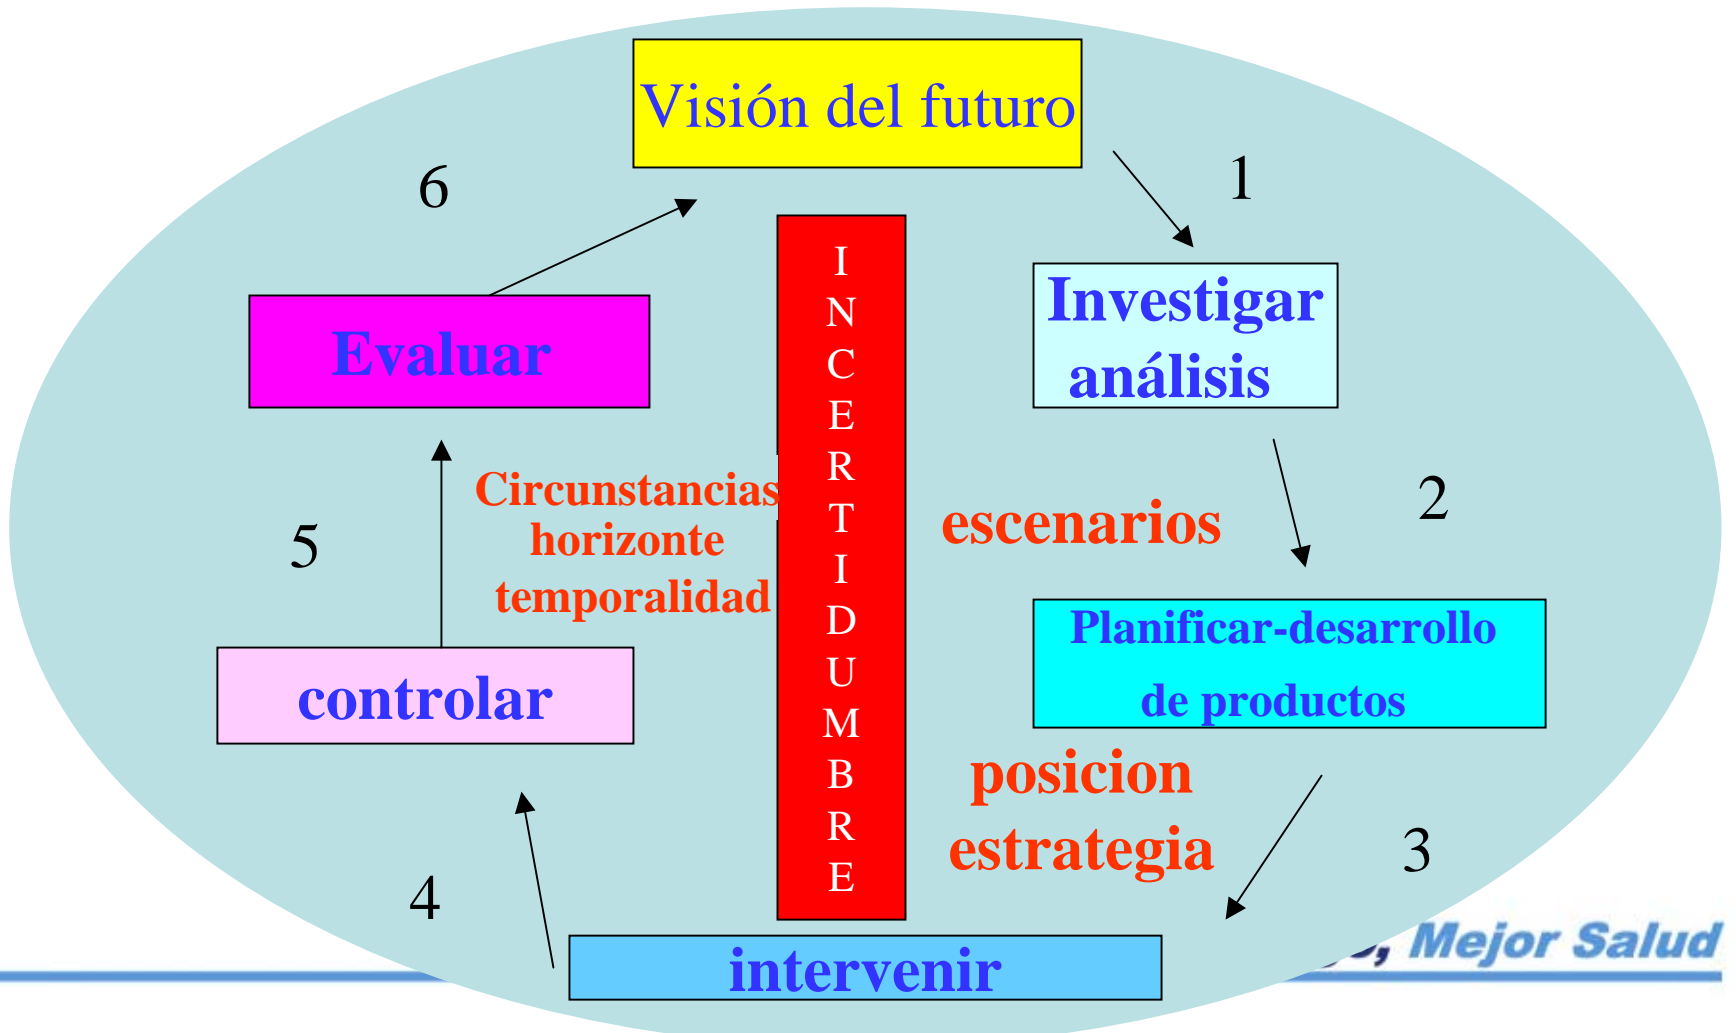 Visión del futuro
6
1
Investigar
análisis
Evaluar
I
N
C
E
R
T
I
D
U
M
B
R
E
Circunstancias
horizonte
temporalidad
escenarios
2
5
Planificar-desarrollo
de productos
controlar
posicion
estrategia
3
4
intervenir
Mejor Salud